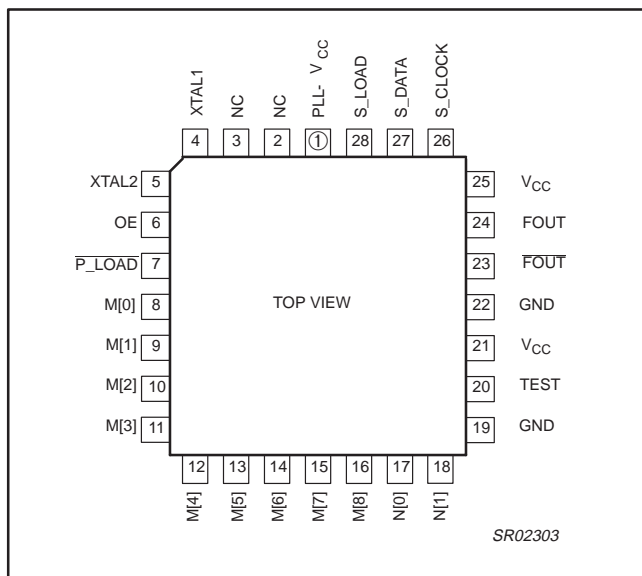 XTAL1
NC
NC
PLL- VCC
S_LOAD
S_DATA
S_CLOCK
4
3
2
1
28
27
26
XTAL2 5
OE 6
P_LOAD 7
M[0] 8
M[1] 9
M[2] 10
M[3] 11
TOP VIEW
25 VCC
24 FOUT
23 FOUT
22 GND
21 VCC
20 TEST
19 GND
12
13
14
15
16
17
18
M[4]
M[5]
M[6]
M[7]
M[8]
N[0]
N[1]
SR02303